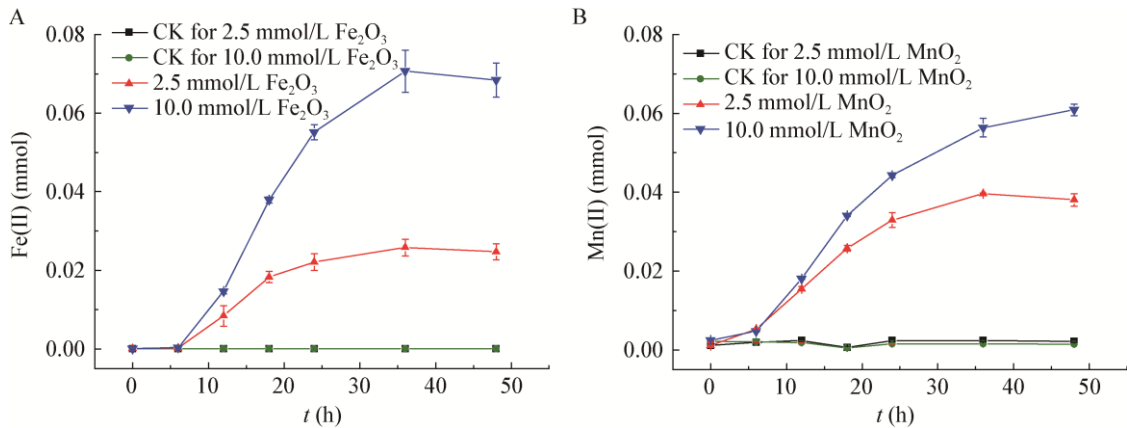 A
CK for 2.5 mmol/L Fe₂O₃
CK for 10.0 mmol/L Fe₂O₃
2.5 mmol/L Fe₂O₃
10.0 mmol/L Fe₂O₃
0.08
0.06
0.04
0.02
0.00
Fe(II) (mmol)
0 10 20 30 40 50
t (h)
B
CK for 2.5 mmol/L MnO₂
CK for 10.0 mmol/L MnO₂
2.5 mmol/L MnO₂
10.0 mmol/L MnO₂
0.08
0.06
0.04
0.02
0.00
Mn(II) (mmol)
0 10 20 30 40 50
t (h)